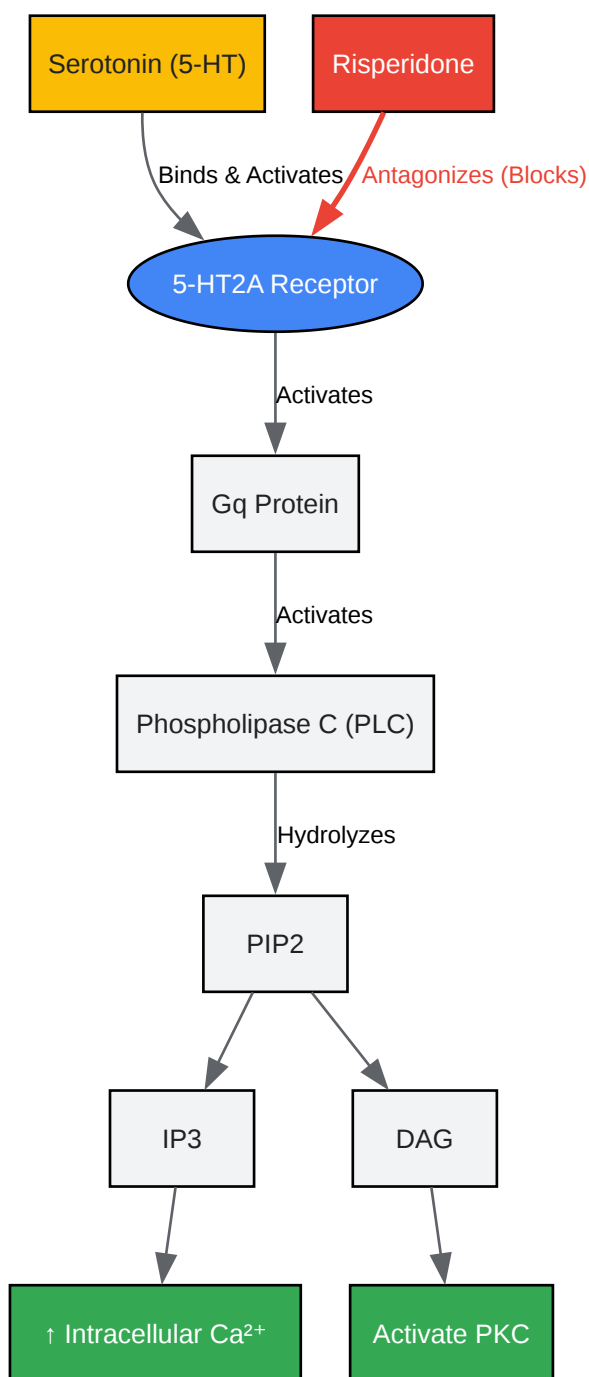 Serotonin (5-HT)
Risperidone
Binds & Activates
Antagonizes (Blocks)
5-HT2A Receptor
Activates
Gq Protein
Activates
Phospholipase C (PLC)
Hydrolyzes
PIP2
IP3
DAG
↑ Intracellular Ca²⁺
Activate PKC